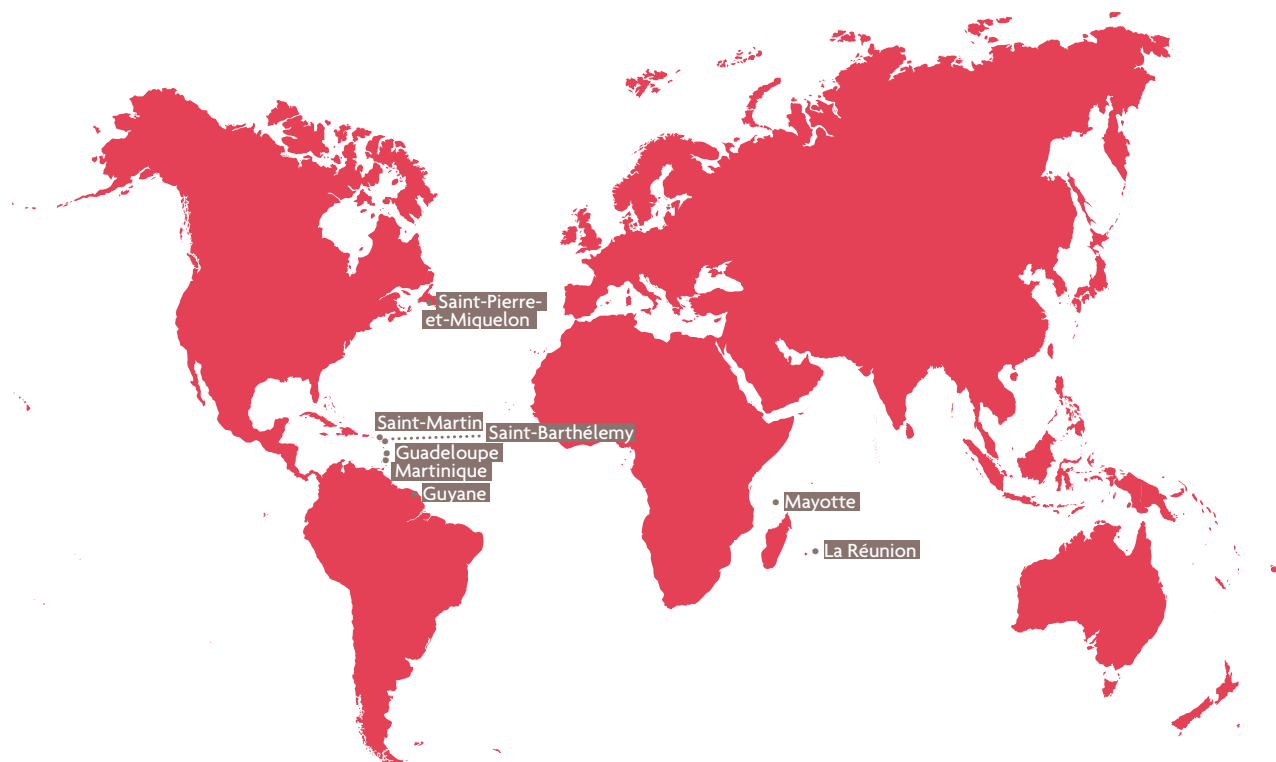 Saint-Pierre-
et-Miquelon
Saint-Martin
Saint-Barthélemy
Guadeloupe
Martinique
Guyane
Mayotte
La Réunion